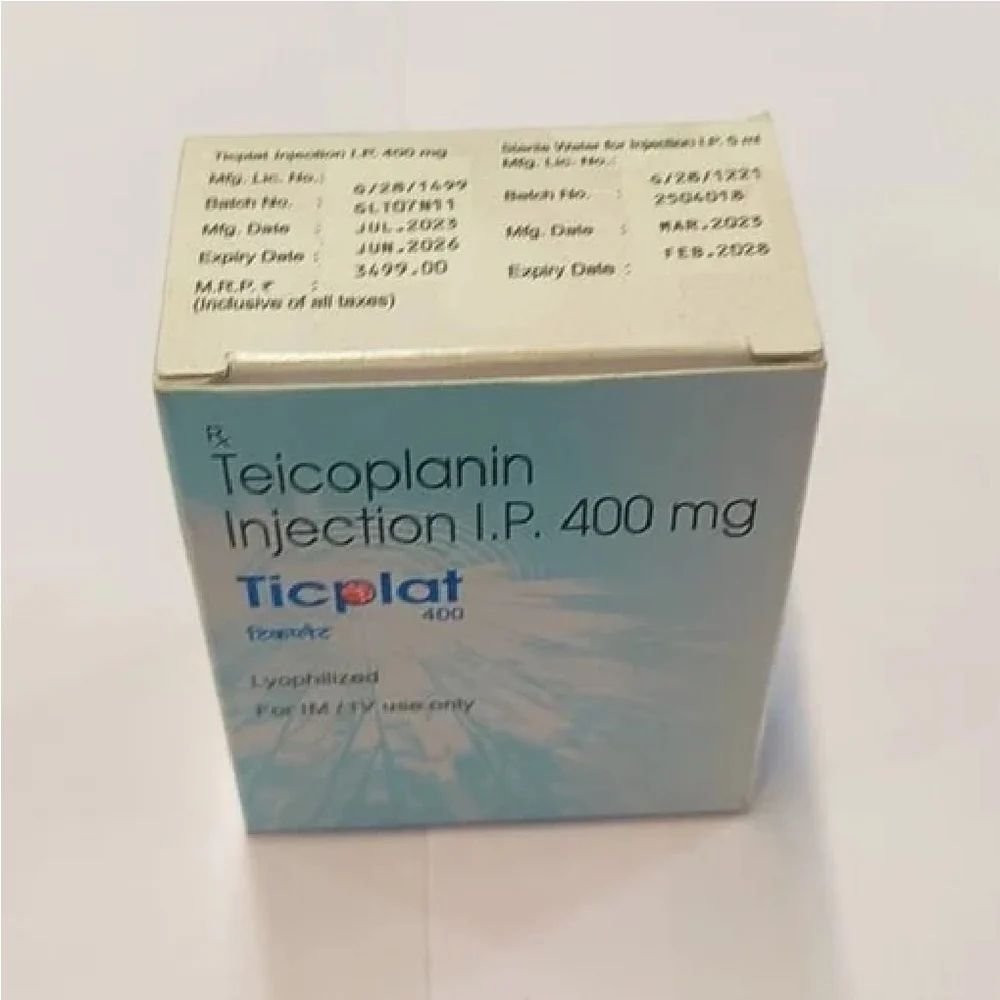 Ticplat Injection I.P. 400 mg
Mfg. Lic. No.: 6/28/1499
Batch No. :
Mfg. Date : JUL.2023
Expiry Date : JUN.2026
M.R.P. ₹ : 3499.00
(Inclusive of all taxes)
Sterile Water for Injection I.P. 5 ml
Mfg. Lic. No.: 6/28/1221
Batch No. : 2504018
Mfg. Date : MAR.2023
Expiry Date : FEB.2028
Rx
Teicoplanin
Injection I.P. 400 mg
Ticplat
400
टिकप्लेट
Lyophilized
For IM / IV use only